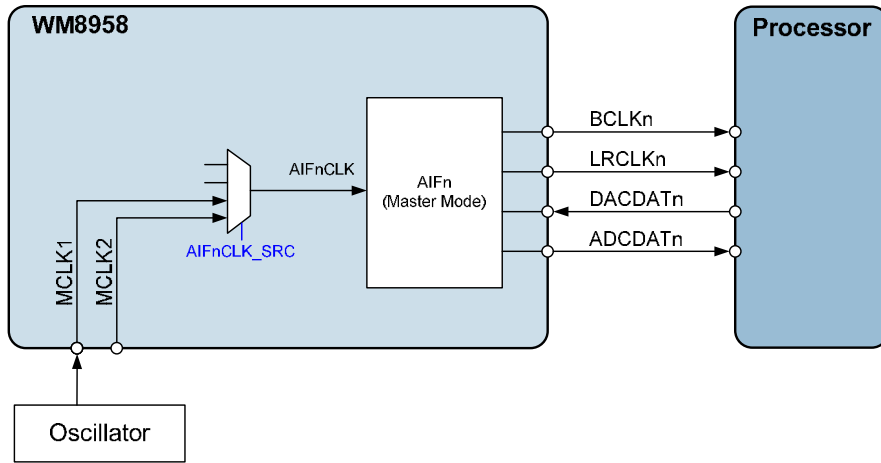 WM8958
Processor
BCLKn
LRCLKn
DACDATn
ADCDATn
AIFnCLK
AIFn
(Master Mode)
AIFnCLK_SRC
MCLK1
MCLK2
Oscillator